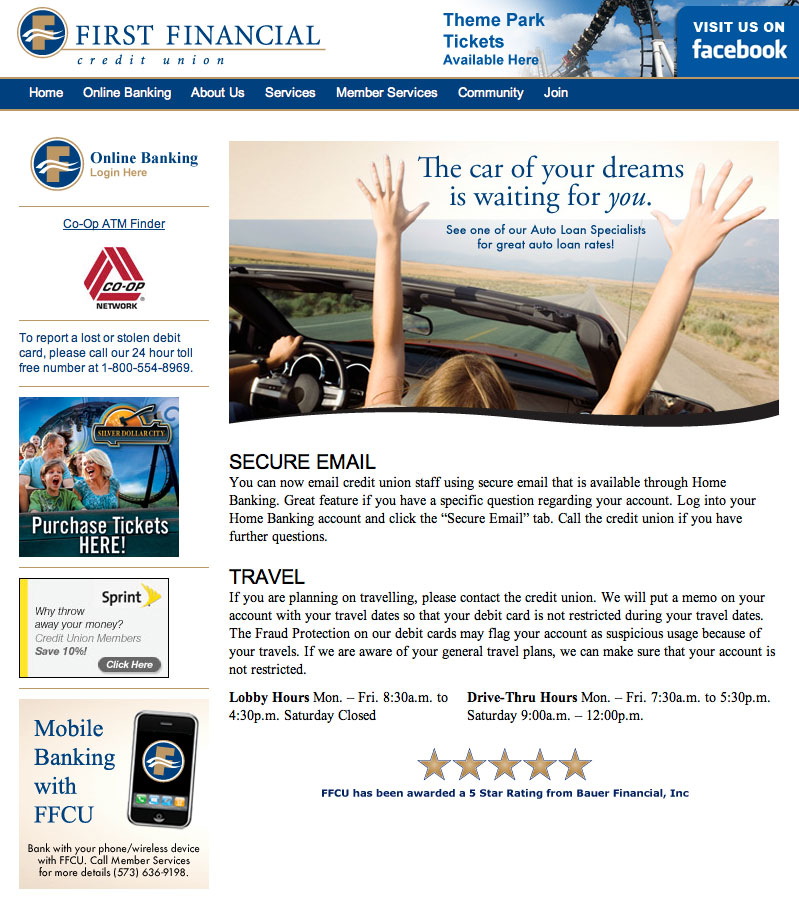 FIRST FINANCIAL
credit union
Theme Park
Tickets
Available Here
VISIT US ON
facebook
Home Online Banking About Us Services Member Services Community Join
F
Online Banking
Login Here
Co-Op ATM Finder
CO-OP
NETWORK
To report a lost or stolen debit
card, please call our 24 hour toll
free number at 1-800-554-8969.
SILVER DOLLAR CITY
Purchase Tickets
HERE!
Sprint
Why throw
away your money?
Credit Union Members
Save 10%!
Click Here
Mobile
Banking
with
FFCU
F
Bank with your phone/wireless device
with FFCU. Call Member Services
for more details (573) 636-9198.
The car of your dreams
is waiting for you.
See one of our Auto Loan Specialists
for great auto loan rates!
SECURE EMAIL
You can now email credit union staff using secure email that is available through Home
Banking. Great feature if you have a specific question regarding your account. Log into your
Home Banking account and click the “Secure Email” tab. Call the credit union if you have
further questions.
TRAVEL
If you are planning on travelling, please contact the credit union. We will put a memo on your
account with your travel dates so that your debit card is not restricted during your travel dates.
The Fraud Protection on our debit cards may flag your account as suspicious usage because of
your travels. If we are aware of your general travel plans, we can make sure that your account is
not restricted.
Lobby Hours Mon. – Fri. 8:30a.m. to
4:30p.m. Saturday Closed
Drive-Thru Hours Mon. – Fri. 7:30a.m. to 5:30p.m.
Saturday 9:00a.m. – 12:00p.m.
FFCU has been awarded a 5 Star Rating from Bauer Financial, Inc